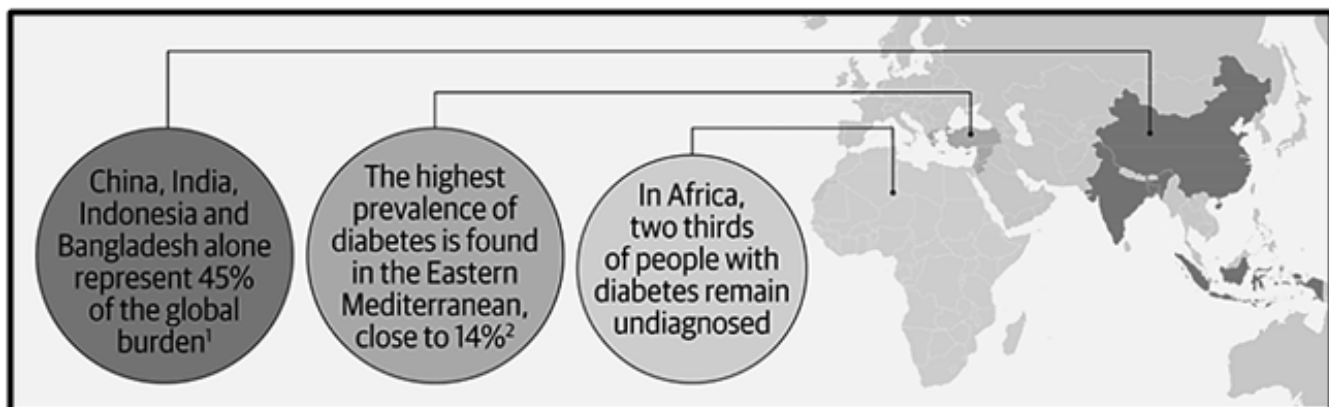 China, India,
Indonesia and
Bangladesh alone
represent 45%
of the global
burden¹
The highest
prevalence of
diabetes is found
in the Eastern
Mediterranean,
close to 14%²
In Africa,
two thirds
of people with
diabetes remain
undiagnosed